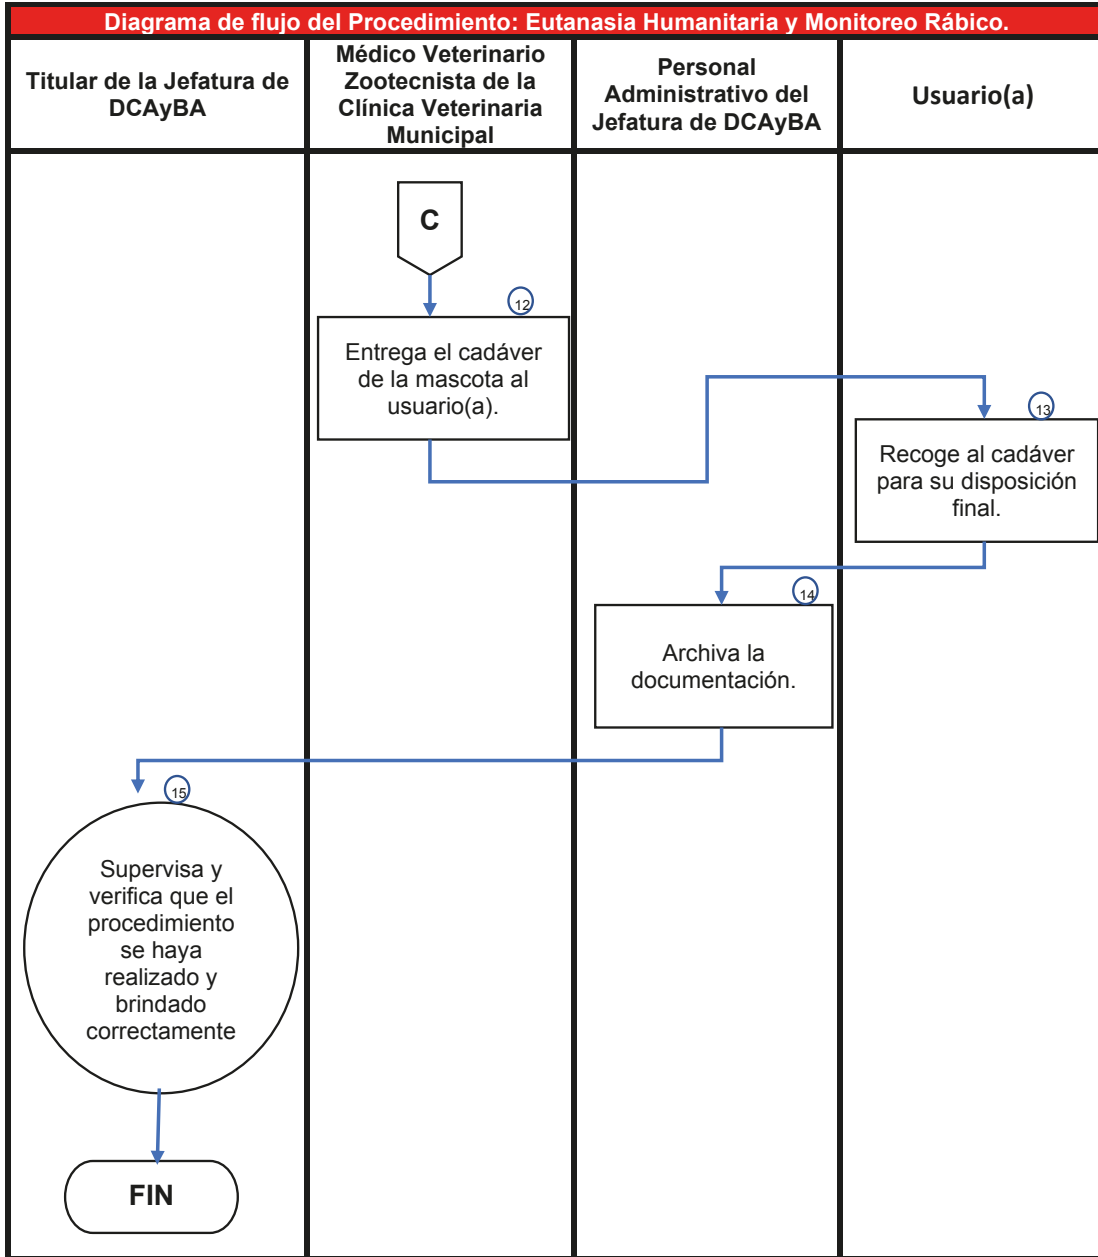 Diagrama de flujo del Procedimiento: Eutanasia Humanitaria y Monitoreo Rábico.
Titular de la Jefatura de
DCAyBA
Médico Veterinario
Zootecnista de la
Clínica Veterinaria
Municipal
Personal
Administrativo del
Jefatura de DCAyBA
Usuario(a)
C
12
Entrega el cadáver
de la mascota al
usuario(a).
13
Recoge al cadáver
para su disposición
final.
14
Archiva la
documentación.
15
Supervisa y
verifica que el
procedimiento
se haya
realizado y
brindado
correctamente
FIN